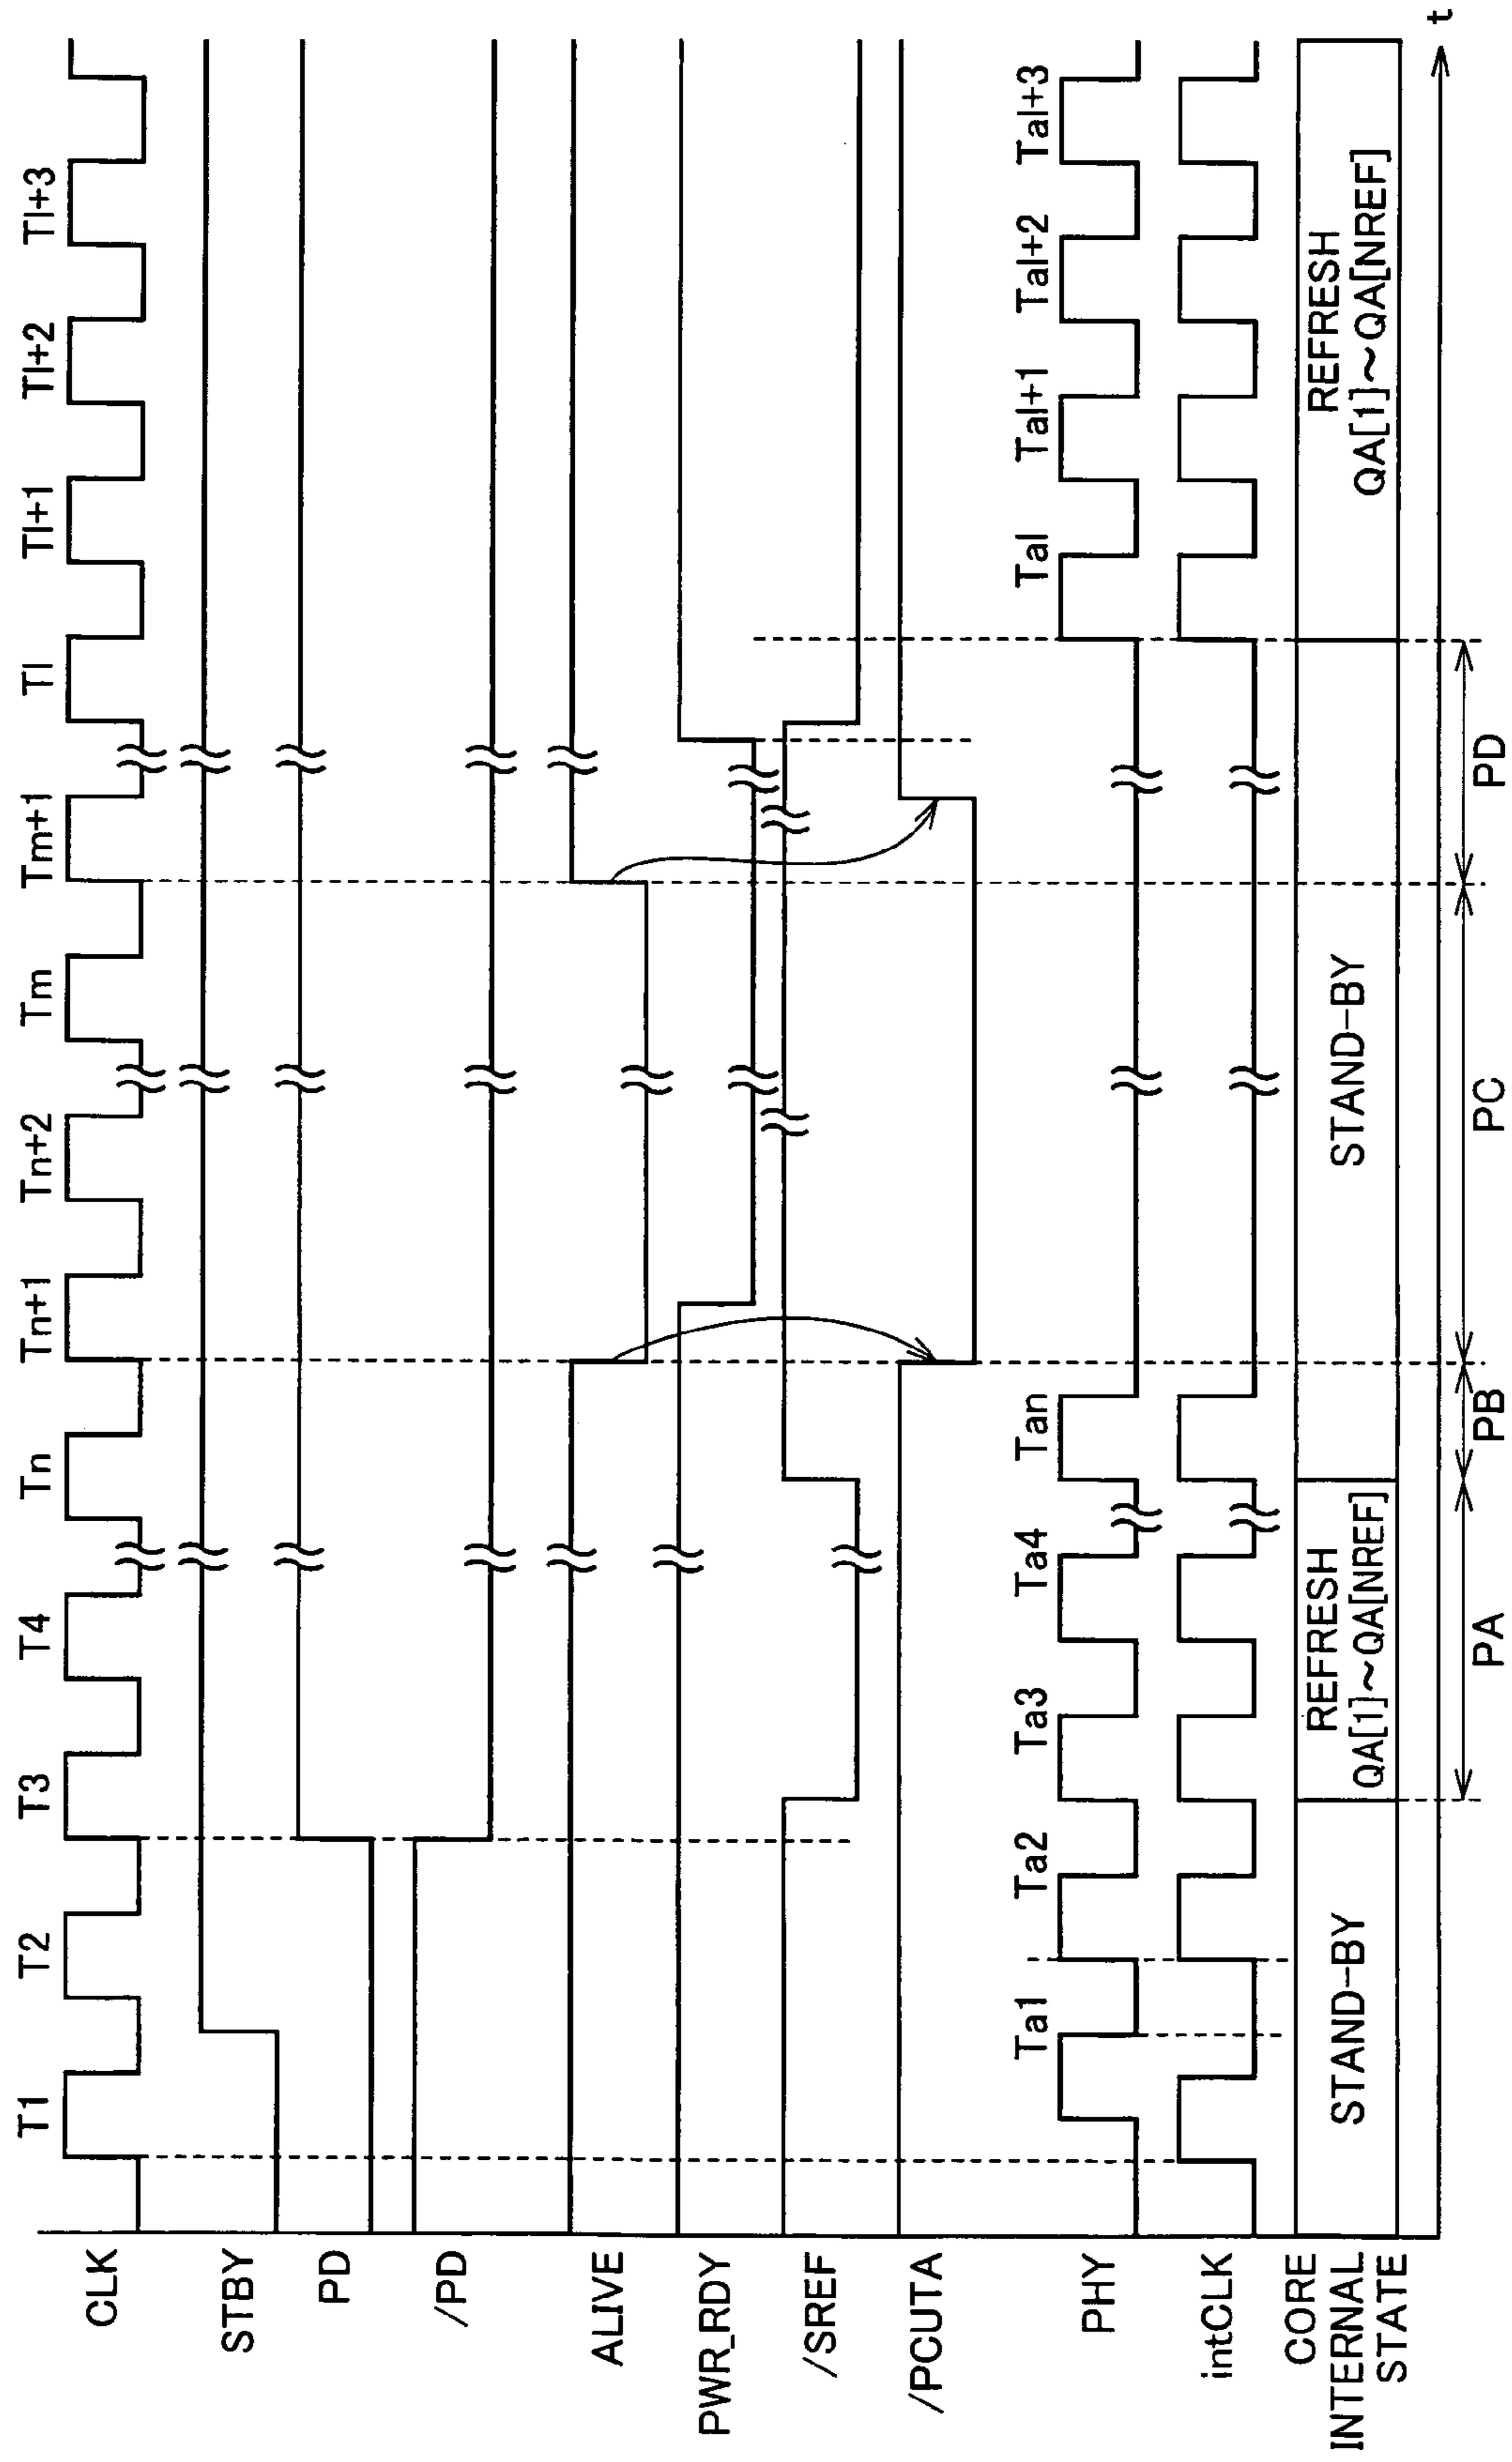 T1 T2 T3 T4 Tn Tn+1 Tn+2 Tm Tm+1 Tl Tl+1 Tl+2 Tl+3
CLK
STBY
PD
/PD
ALIVE
PWR_RDY
/SREF
/PCUTA
Ta1 Ta2 Ta3 Ta4 Tan Tal Tal+1 Tal+2 Tal+3
PHY
intCLK
CORE
INTERNAL
STATE
STAND-BY
REFRESH
QA[1]~QA[NREF]
STAND-BY
REFRESH
QA[1]~QA[NREF]
t
PA PB PC PD